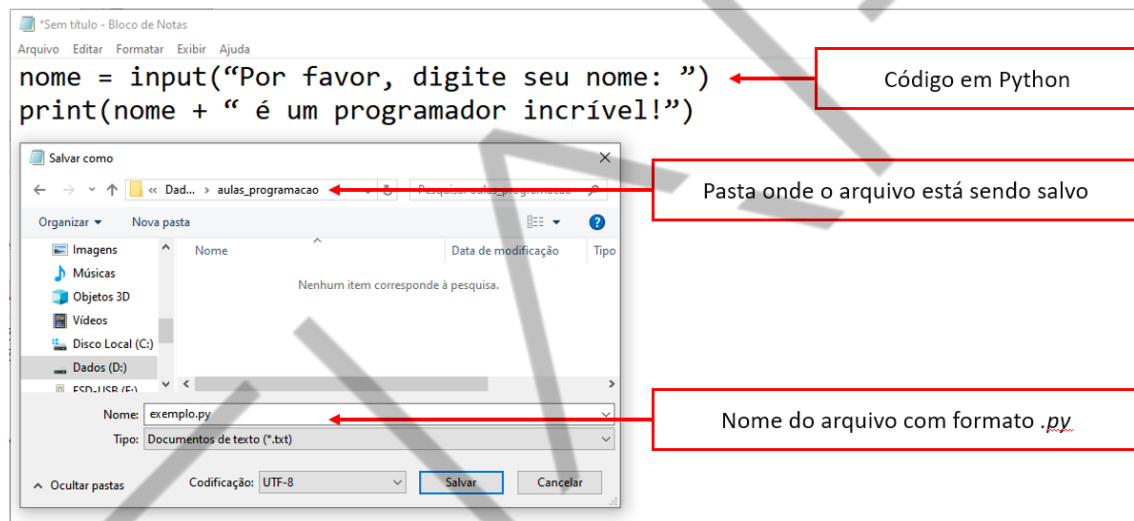 *Sem título - Bloco de Notas
Arquivo Editar Formatar Exibir Ajuda
nome = input(“Por favor, digite seu nome: ”)
print(nome + “ é um programador incrível!”)
Código em Python
Salvar como
« Dad... › aulas_programacao
Pesquisar aulas_programacao
Pasta onde o arquivo está sendo salvo
Organizar Nova pasta
Imagens
Músicas
Objetos 3D
Vídeos
Disco Local (C:)
Dados (D:)
ESD-USB (E:)
Nome Data de modificação Tipo
Nenhum item corresponde à pesquisa.
Nome: exemplo.py
Nome do arquivo com formato .py
Tipo: Documentos de texto (*.txt)
Ocultar pastas Codificação: UTF-8 Salvar Cancelar